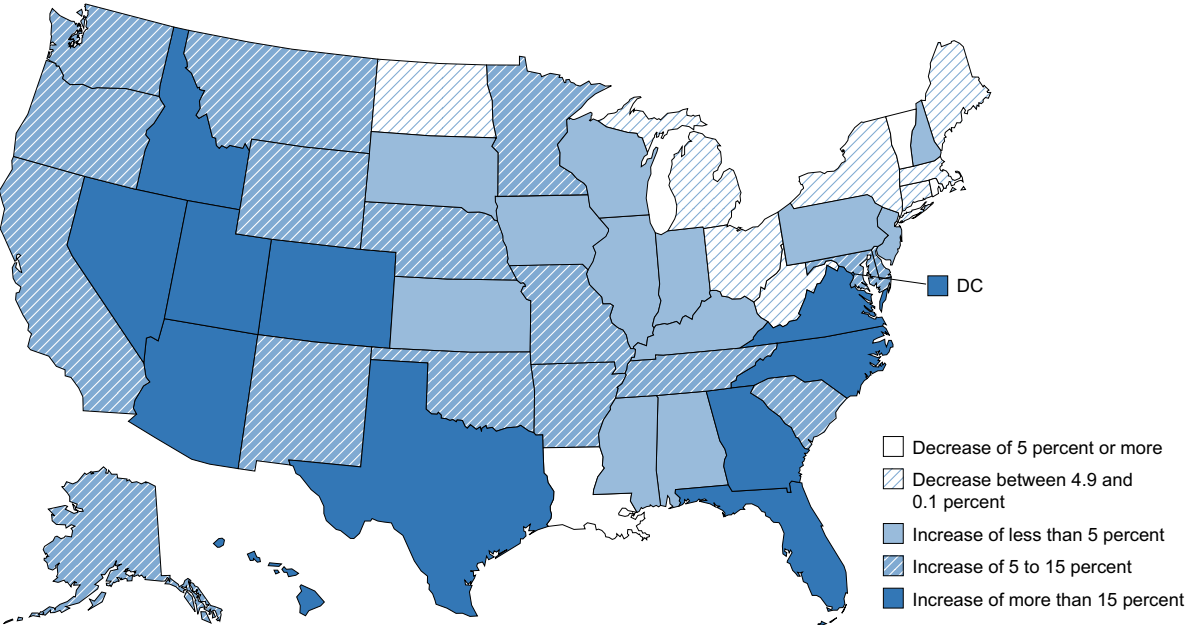 DC
Decrease of 5 percent or more
Decrease between 4.9 and
0.1 percent
Increase of less than 5 percent
Increase of 5 to 15 percent
Increase of more than 15 percent